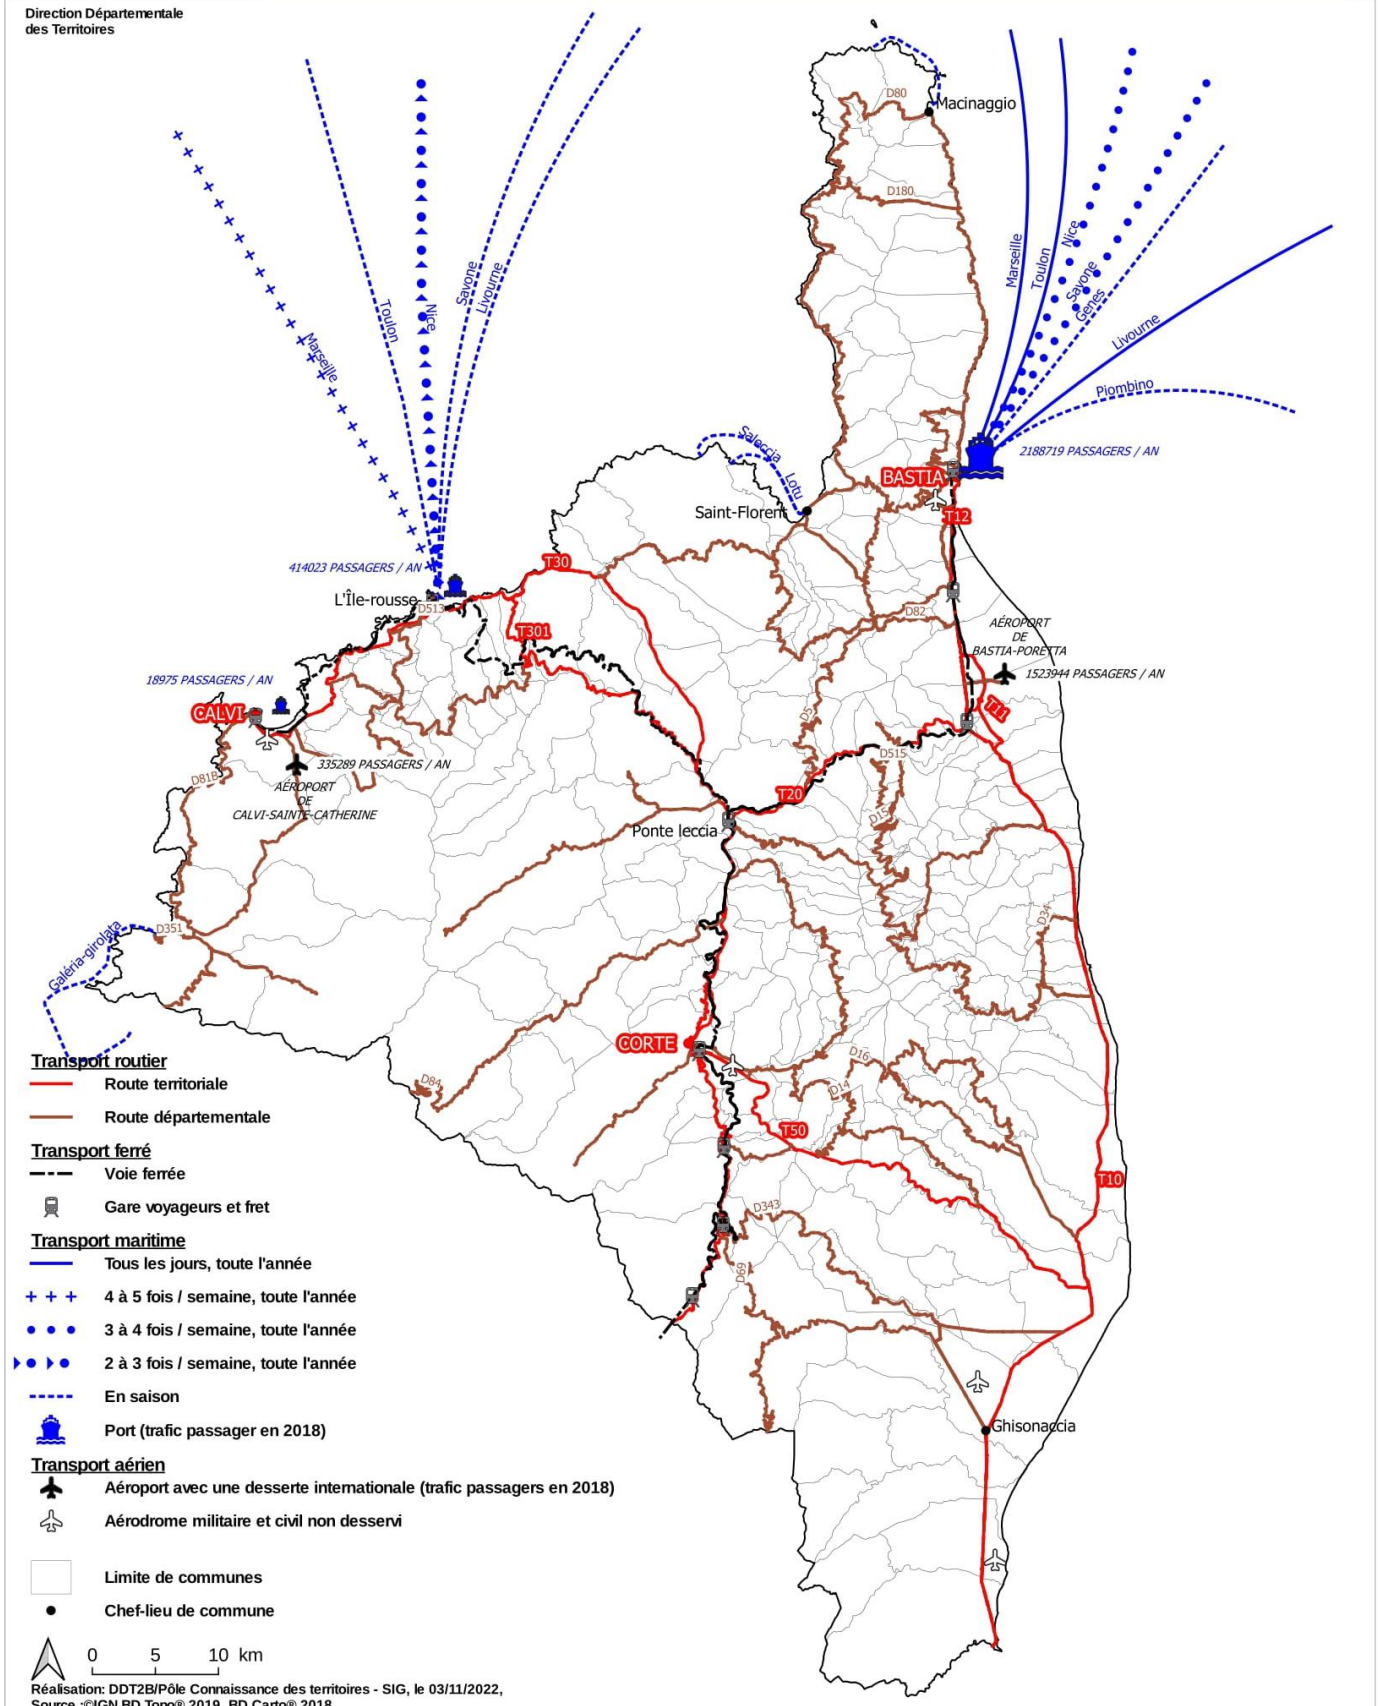 Direction Départementale
des Territoires
D80
Macinaggio
D180
Marseille
Toulon
Nice
Savone
Genes
Livourne
Piombino
Savone
Livourne
Nice
Toulon
Marseille
2188719 PASSAGERS / AN
BASTIA
Saleccia
Lotu
Saint-Florent
T12
T30
414023 PASSAGERS / AN
L'Île-rousse
D513
D82
T301
AÉROPORT
DE
BASTIA-PORETTA
1523944 PASSAGERS / AN
18975 PASSAGERS / AN
CALVI
T11
D5
D515
335289 PASSAGERS / AN
D81B
AÉROPORT
DE
CALVI-SAINTE-CATHERINE
T20
Ponte leccia
D34
D351
Galéria-girolata
CORTE
D16
D84
D14
T50
T10
D343
D69
Ghisonaccia
Transport routier
Route territoriale
Route départementale
Transport ferré
Voie ferrée
Gare voyageurs et fret
Transport maritime
Tous les jours, toute l'année
4 à 5 fois / semaine, toute l'année
3 à 4 fois / semaine, toute l'année
2 à 3 fois / semaine, toute l'année
En saison
Port (trafic passager en 2018)
Transport aérien
Aéroport avec une desserte internationale (trafic passagers en 2018)
Aérodrome militaire et civil non desservi
Limite de communes
Chef-lieu de commune
0 5 10 km
Réalisation: DDT2B/Pôle Connaissance des territoires - SIG, le 03/11/2022,
Source :©IGN BD Topo® 2019, BD Carto® 2018